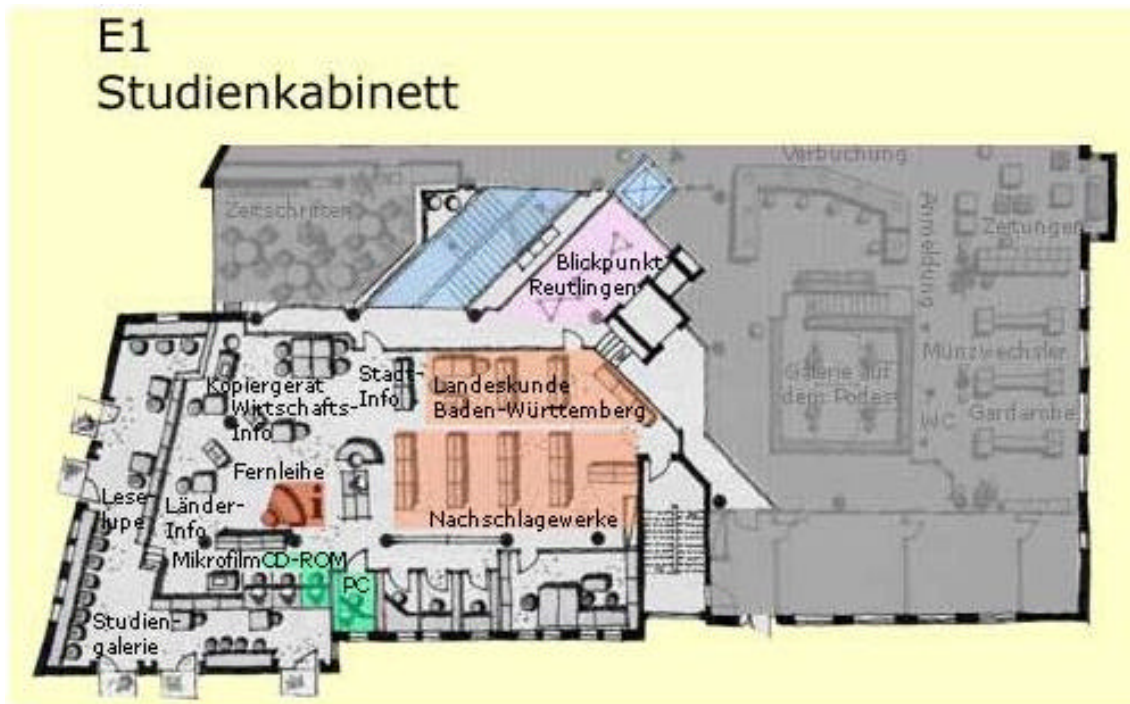 E1
Studienkabinett
Verbuchung
Zeitschriften
Anmeldung
Zeitungen
Blickpunkt
Reutlingen
Münzwechsler
Galerie auf
dem Podest
Kopiergerät
Stadt-
Info
Landeskunde
Baden-Württemberg
Wirtschafts-
Info
Gardarobe
WC
Fernleihe
Lese-
lupe
Länder-
Info
i
Nachschlagewerke
Mikrofilm
CD-ROM
PC
Studien-
galerie